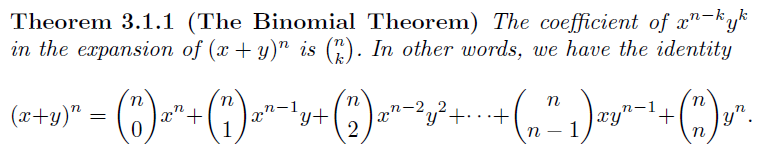 Theorem 3.1.1 (The Binomial Theorem) The coefficient of $x^{n-k}y^k$
in the expansion of $(x + y)^n$ is $\binom{n}{k}$. In other words, we have the identity
$(x+y)^n = \binom{n}{0}x^n + \binom{n}{1}x^{n-1}y + \binom{n}{2}x^{n-2}y^2 + \cdots + \binom{n}{n-1}xy^{n-1} + \binom{n}{n}y^n.$